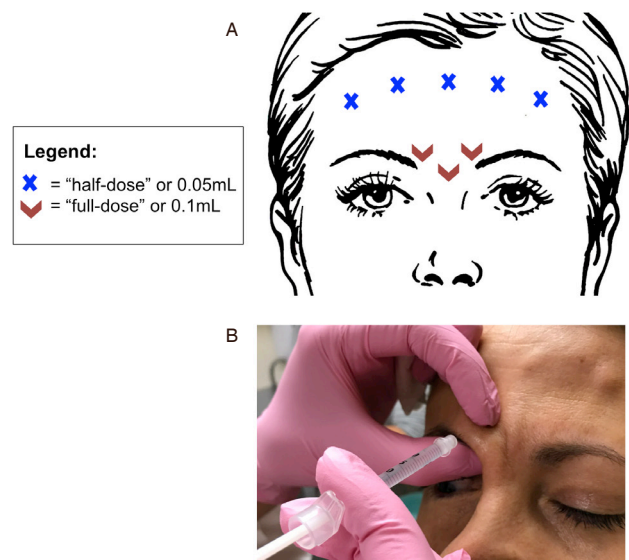 A
Legend:
= "half-dose" or 0.05mL
= "full-dose" or 0.1mL
B